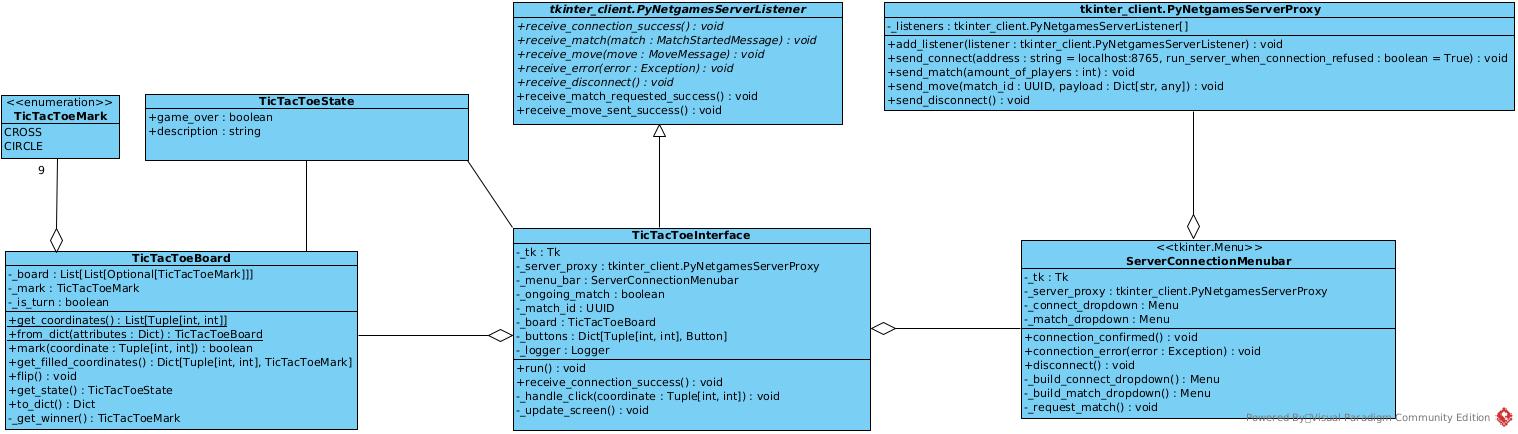 tkinter_client.PyNetgamesServerListener
+receive_connection_success() : void
+receive_match(match : MatchStartedMessage) : void
+receive_move(move : MoveMessage) : void
+receive_error(error : Exception) : void
+receive_disconnect() : void
+receive_match_requested_success() : void
+receive_move_sent_success() : void
tkinter_client.PyNetgamesServerProxy
-_listeners : tkinter_client.PyNetgamesServerListener[]
+add_listener(listener : tkinter_client.PyNetgamesServerListener) : void
+send_connect(address : string = localhost:8765, run_server_when_connection_refused : boolean = True) : void
+send_match(amount_of_players : int) : void
+send_move(match_id : UUID, payload : Dict[str, any]) : void
+send_disconnect() : void
<<enumeration>>
TicTacToeMark
CROSS
CIRCLE
9
TicTacToeState
+game_over : boolean
+description : string
TicTacToeBoard
-_board : List[List[Optional[TicTacToeMark]]]
-_mark : TicTacToeMark
-_is_turn : boolean
+get_coordinates() : List[Tuple[int, int]]
+from_dict(attributes : Dict) : TicTacToeBoard
+mark(coordinate : Tuple[int, int]) : boolean
+get_filled_coordinates() : Dict[Tuple[int, int], TicTacToeMark]
+flip() : void
+get_state() : TicTacToeState
+to_dict() : Dict
-_get_winner() : TicTacToeMark
TicTacToeInterface
-_tk : Tk
-_server_proxy : tkinter_client.PyNetgamesServerProxy
-_menu_bar : ServerConnectionMenubar
-_ongoing_match : boolean
-_match_id : UUID
-_board : TicTacToeBoard
-_buttons : Dict[Tuple[int, int], Button]
-_logger : Logger
+run() : void
+receive_connection_success() : void
-_handle_click(coordinate : Tuple[int, int]) : void
-_update_screen() : void
<<tkinter.Menu>>
ServerConnectionMenubar
-_tk : Tk
-_server_proxy : tkinter_client.PyNetgamesServerProxy
-_connect_dropdown : Menu
-_match_dropdown : Menu
+connection_confirmed() : void
+connection_error(error : Exception) : void
+disconnect() : void
-_build_connect_dropdown() : Menu
-_build_match_dropdown() : Menu
-_request_match() : void
Powered By Visual Paradigm Community Edition